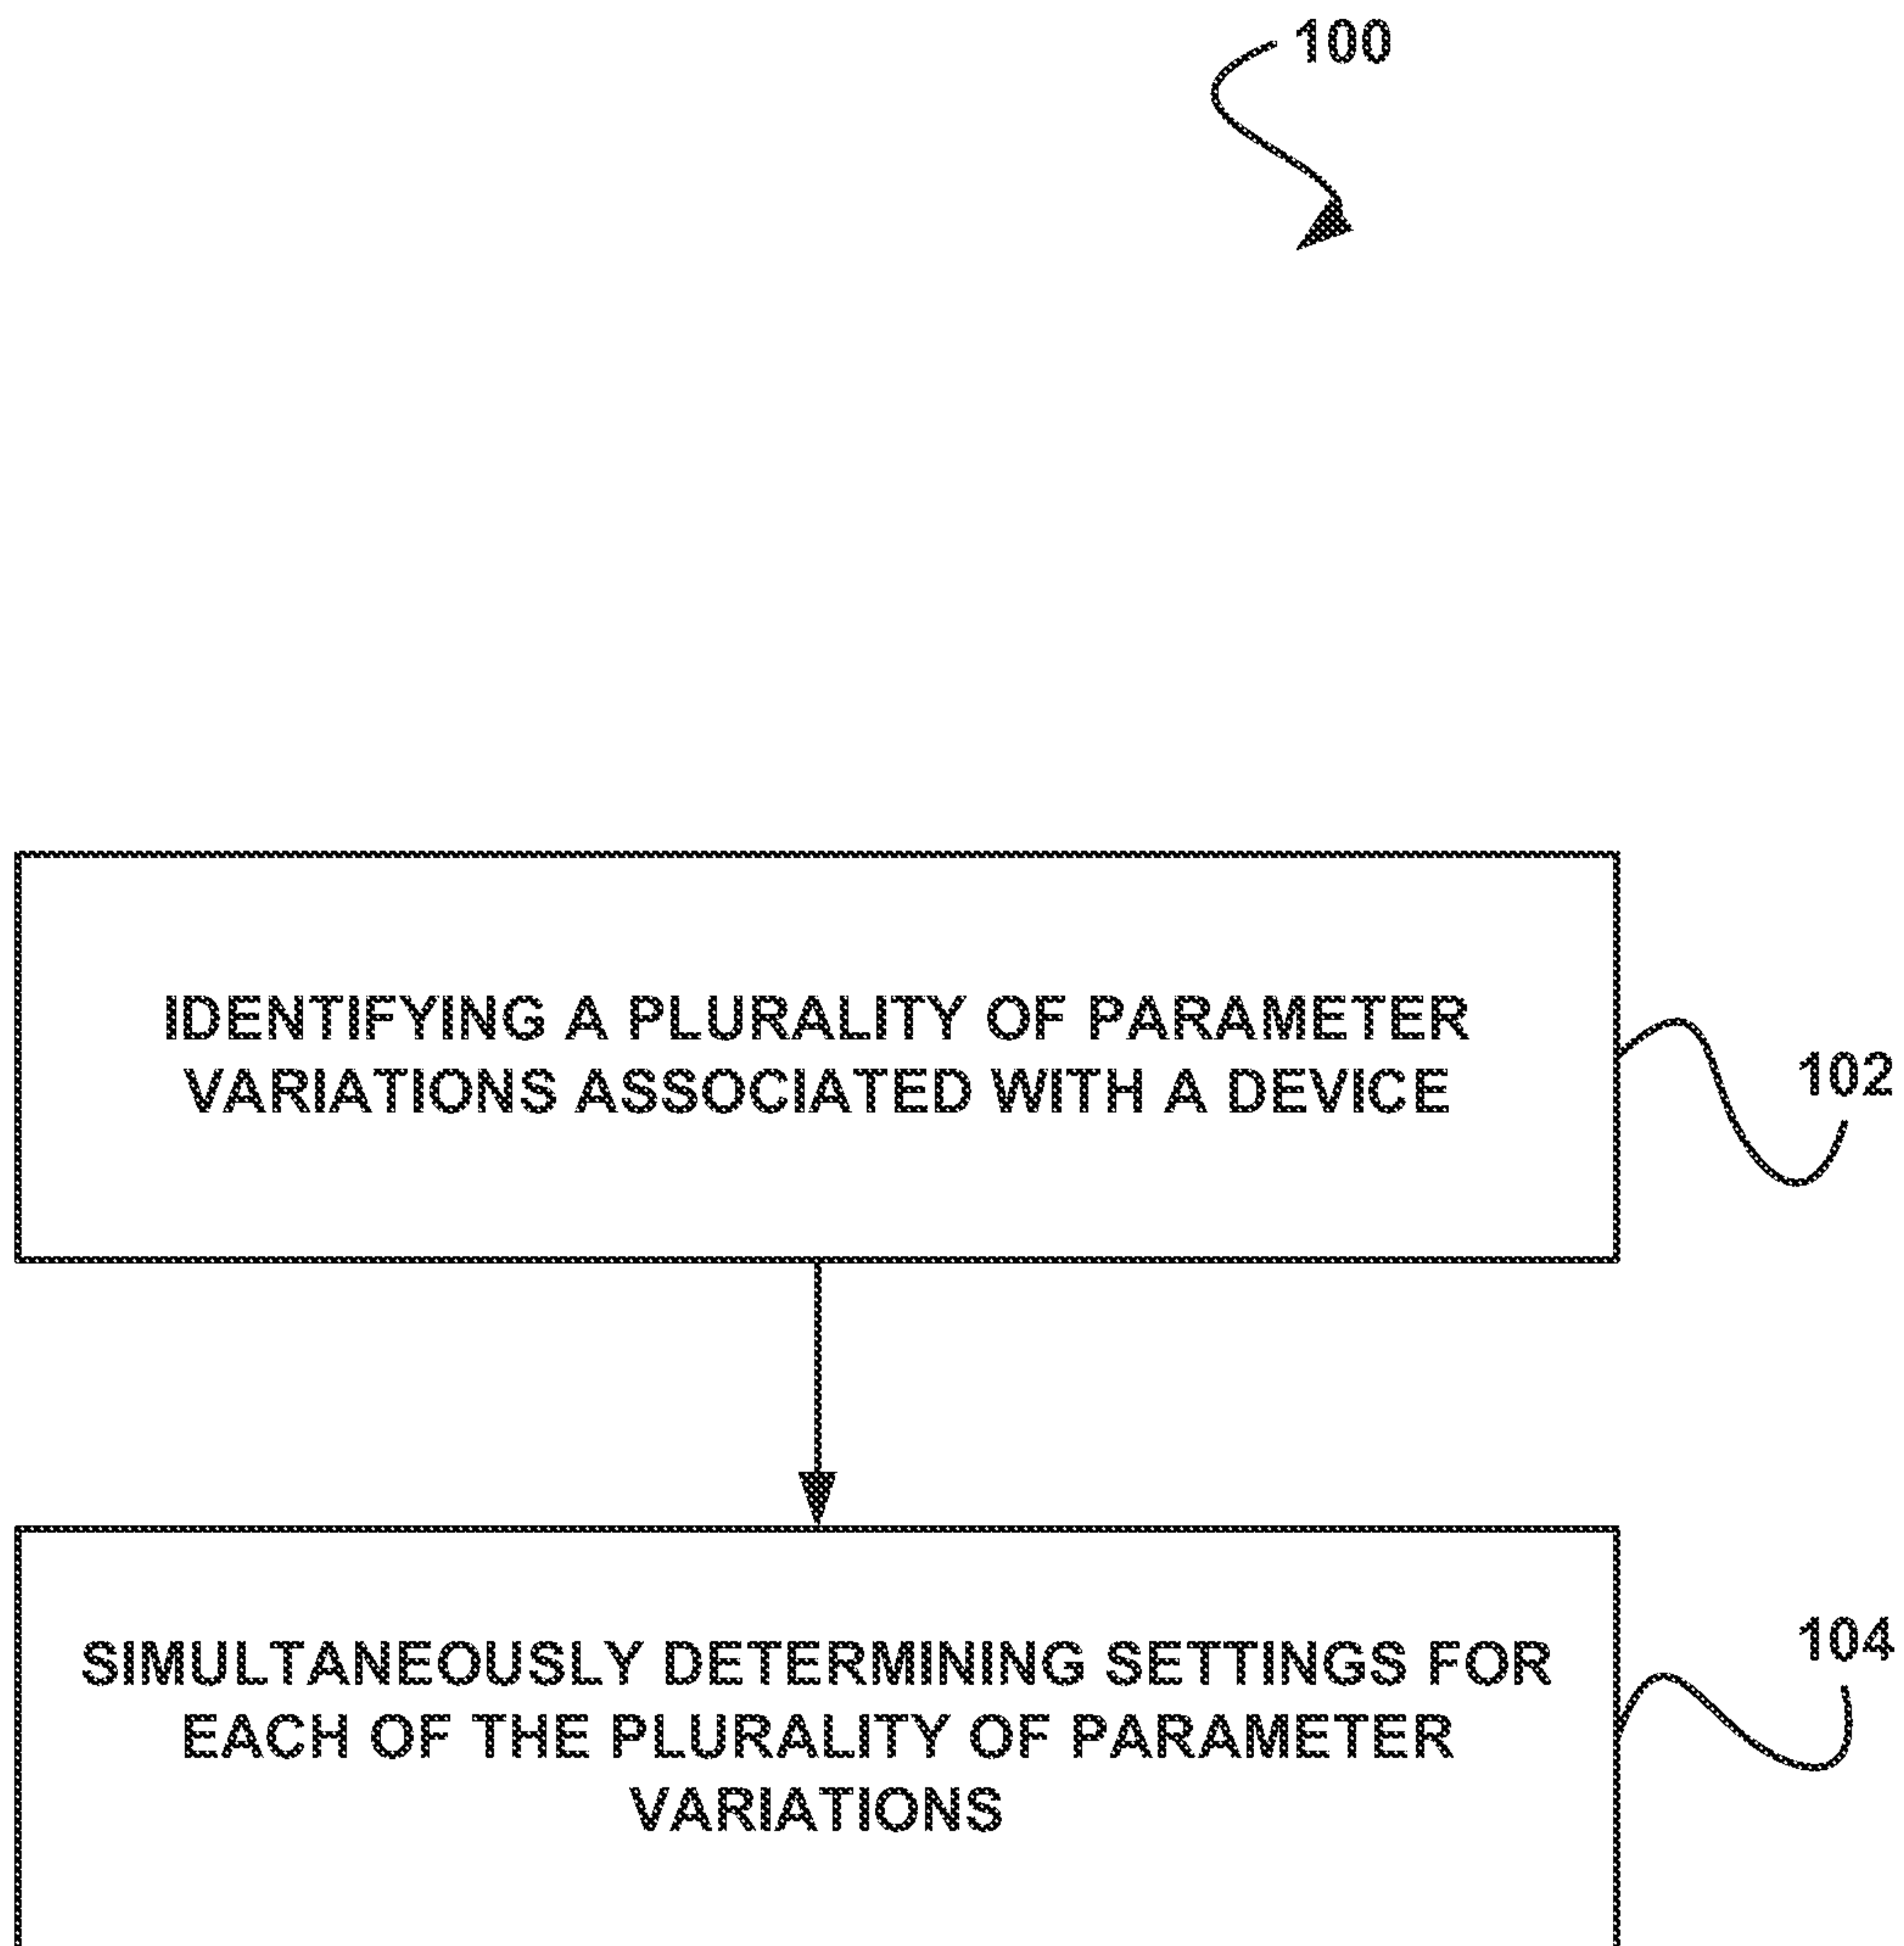 100
IDENTIFYING A PLURALITY OF PARAMETER
VARIATIONS ASSOCIATED WITH A DEVICE
102
SIMULTANEOUSLY DETERMINING SETTINGS FOR
EACH OF THE PLURALITY OF PARAMETER
VARIATIONS
104